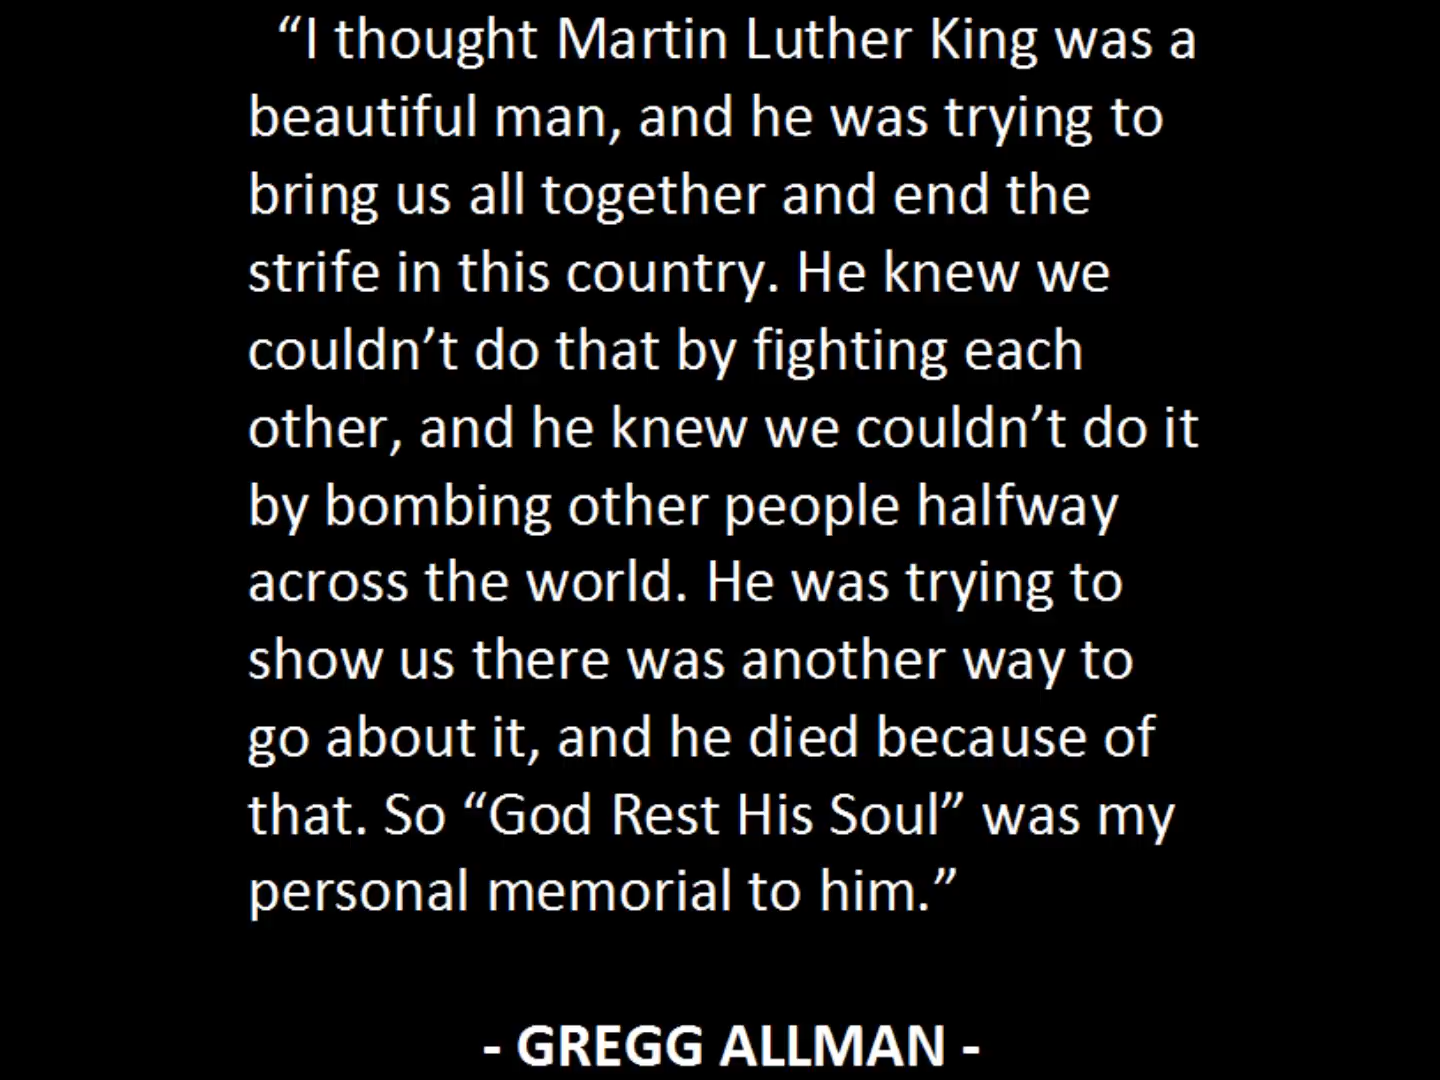 “I thought Martin Luther King was a
beautiful man, and he was trying to
bring us all together and end the
strife in this country. He knew we
couldn’t do that by fighting each
other, and he knew we couldn’t do it
by bombing other people halfway
across the world. He was trying to
show us there was another way to
go about it, and he died because of
that. So “God Rest His Soul” was my
personal memorial to him.”
- GREGG ALLMAN -